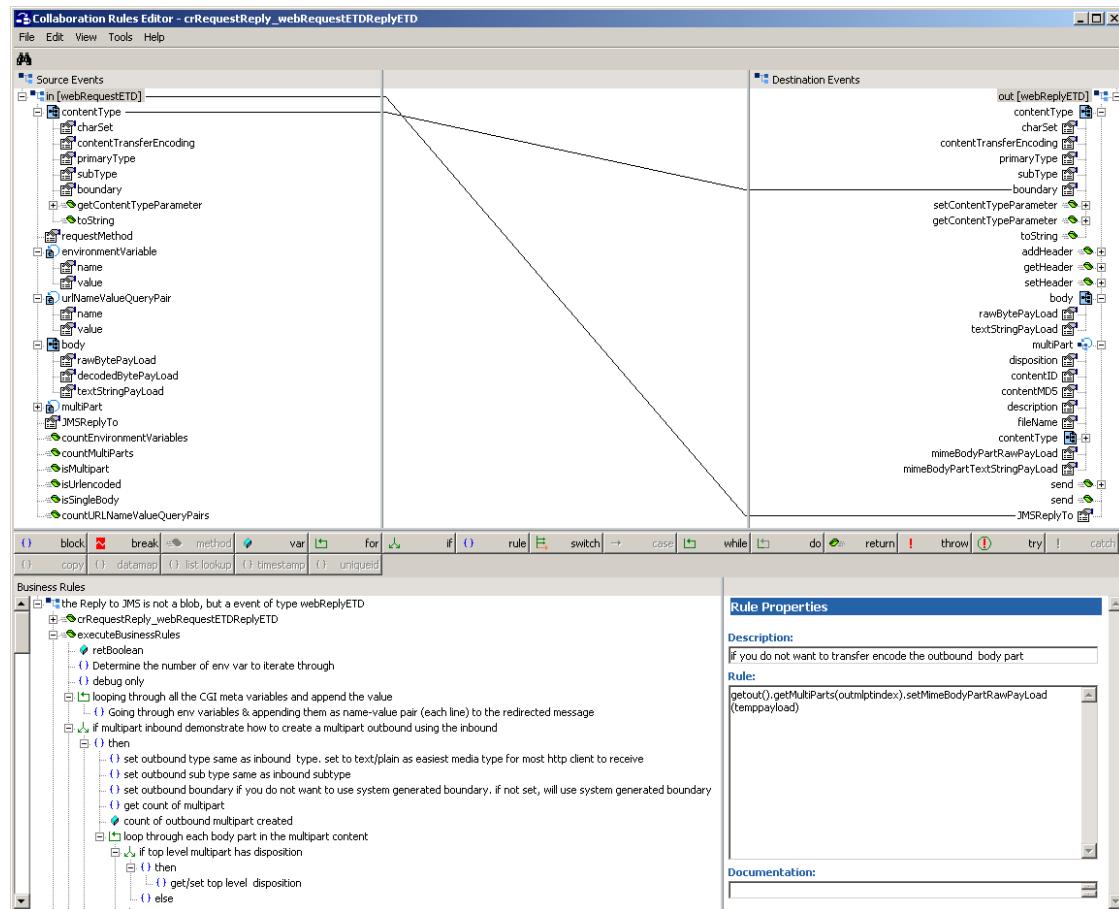 Collaboration Rules Editor - crRequestReply_webRequestETDReplyETD
File Edit View Tools Help
Source Events
in [webRequestETD]
contentType
charSet
contentTransferEncoding
primaryType
subType
boundary
getContentTypeParameter
toString
requestMethod
environmentVariable
name
value
urlNameValueQueryPair
name
value
body
rawBytePayLoad
decodedBytePayLoad
textStringPayLoad
multiPart
JMSReplyTo
countEnvironmentVariables
countMultiParts
isMultipart
isUrlencoded
isSingleBody
countURLNameValueQueryPairs
Destination Events
out [webReplyETD]
contentType
charSet
contentTransferEncoding
primaryType
subType
boundary
setContentTypeParameter
getContentTypeParameter
toString
addHeader
getHeader
setHeader
body
rawBytePayLoad
textStringPayLoad
multiPart
disposition
contentID
contentMD5
description
fileName
contentType
mimeBodyPartRawPayLoad
mimeBodyPartTextStringPayLoad
send
send
JMSReplyTo
{} block break method var for if {} rule switch case while do return ! throw try ! catch
{} copy {} datamap {} list lookup {} timestamp {} uniqueid
Business Rules
the Reply to JMS is not a blob, but a event of type webReplyETD
crRequestReply_webRequestETDReplyETD
executeBusinessRules
retBoolean
{} Determine the number of env var to iterate through
{} debug only
looping through all the CGI meta variables and append the value
{} Going through env variables & appending them as name-value pair (each line) to the redirected message
if multipart inbound demonstrate how to create a multipart outbound using the inbound
{} then
{} set outbound type same as inbound type. set to text/plain as easiest media type for most http client to receive
{} set outbound sub type same as inbound subtype
{} set outbound boundary if you do not want to use system generated boundary. if not set, will use system generated boundary
{} get count of multipart
count of outbound multipart created
loop through each body part in the multipart content
if top level multipart has disposition
{} then
{} get/set top level disposition
{} else
Rule Properties
Description:
if you do not want to transfer encode the outbound body part
Rule:
getout().getMultiParts(outmlptindex).setMimeBodyPartRawPayLoad
(temppayload)
Documentation: